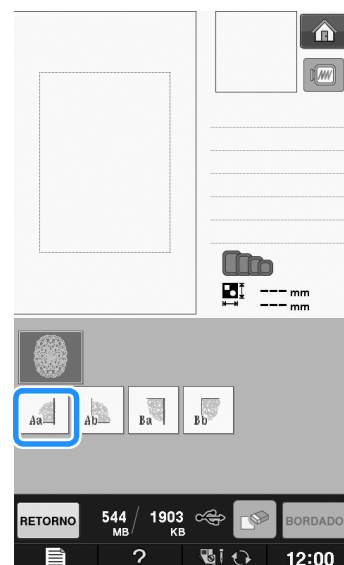 --- mm
--- mm
Aa
Ab
Ba
Bb
RETORNO 544 MB / 1903 KB BORDADO
? 12:00